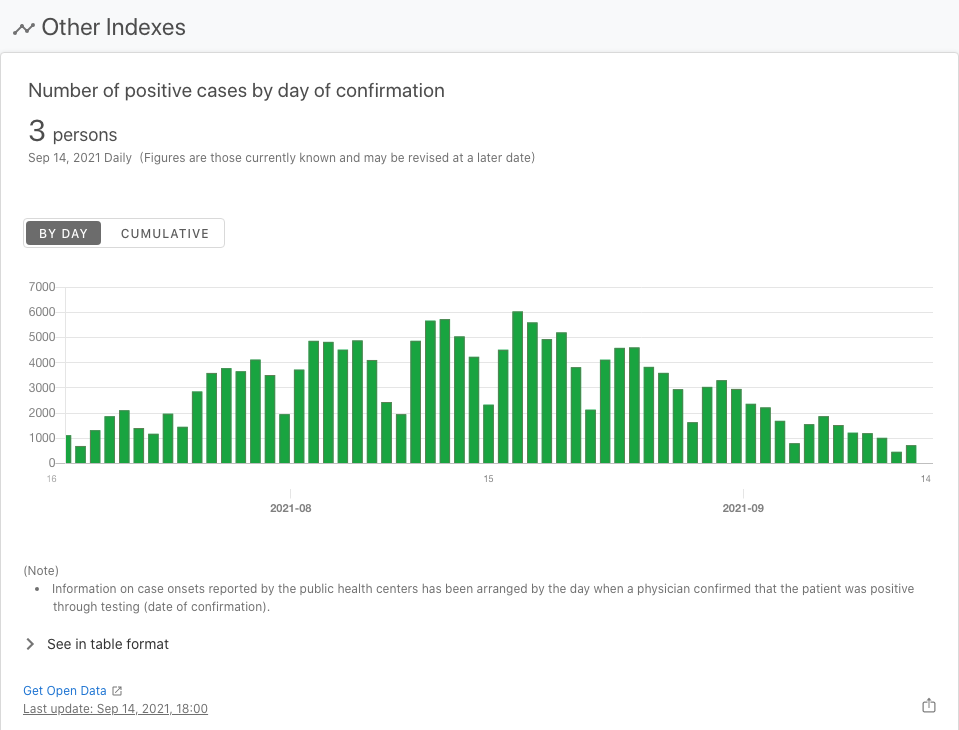 Other Indexes
Number of positive cases by day of confirmation
3 persons
Sep 14, 2021 Daily (Figures are those currently known and may be revised at a later date)
BY DAY CUMULATIVE
7000
6000
5000
4000
3000
2000
1000
0
16 15 14
2021-08 2021-09
(Note)
• Information on case onsets reported by the public health centers has been arranged by the day when a physician confirmed that the patient was positive
through testing (date of confirmation).
See in table format
Get Open Data
Last update: Sep 14, 2021, 18:00